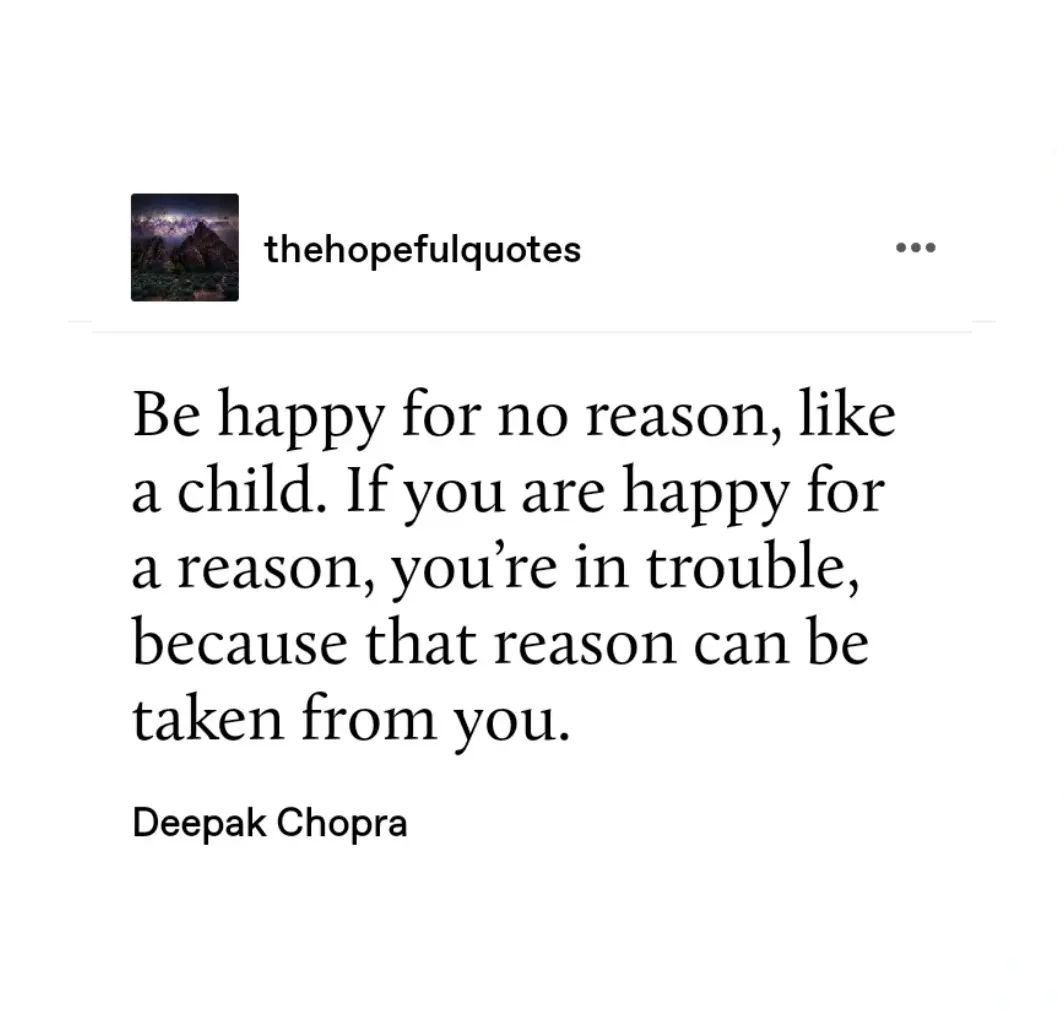 thehopefulquotes
Be happy for no reason, like
a child. If you are happy for
a reason, you’re in trouble,
because that reason can be
taken from you.
Deepak Chopra